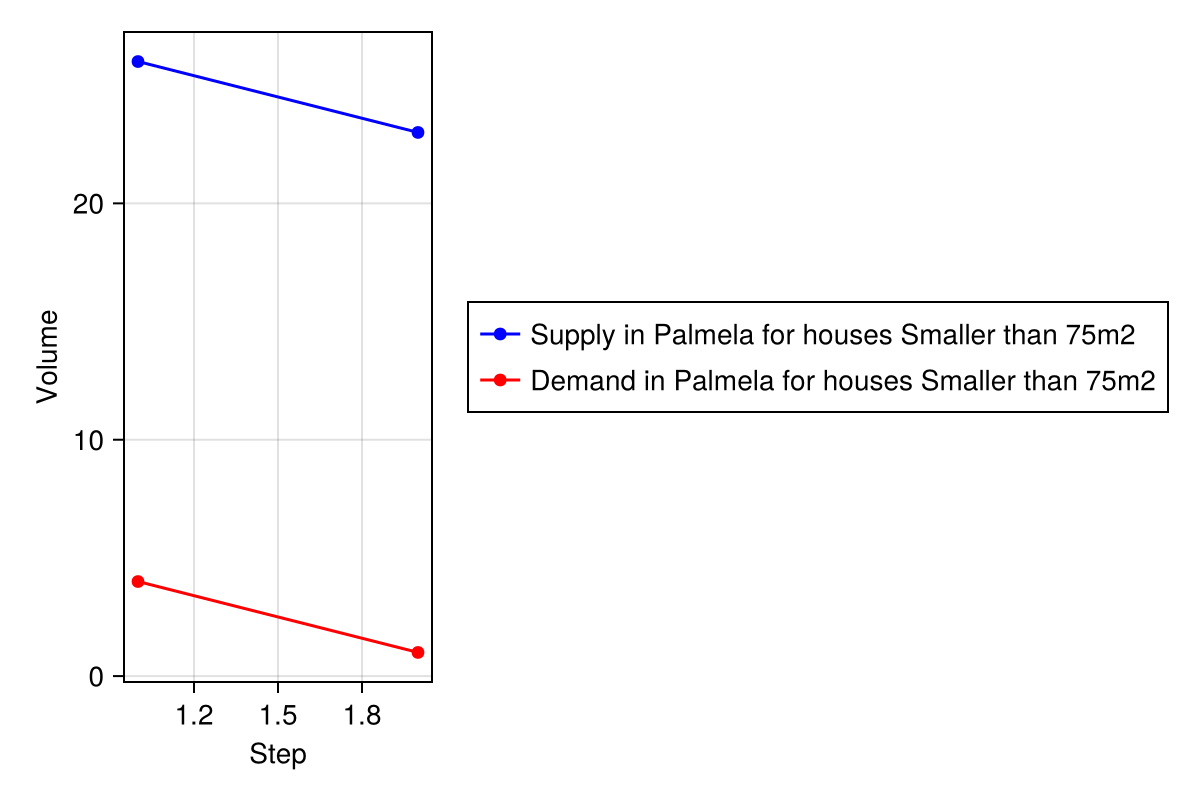 20
10
0
Volume
1.2 1.5 1.8
Step
Supply in Palmela for houses Smaller than 75m2
Demand in Palmela for houses Smaller than 75m2